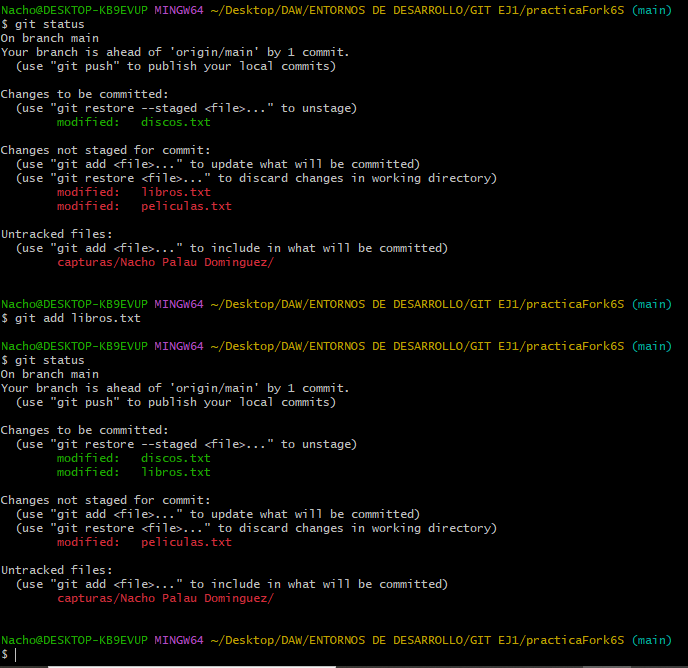 Nacho@DESKTOP-KB9EVUP MINGW64 ~/Desktop/DAW/ENTORNOS DE DESARROLLO/GIT EJ1/practicaFork6S (main)
$ git status
On branch main
Your branch is ahead of 'origin/main' by 1 commit.
  (use "git push" to publish your local commits)

Changes to be committed:
  (use "git restore --staged <file>..." to unstage)
        modified:   discos.txt

Changes not staged for commit:
  (use "git add <file>..." to update what will be committed)
  (use "git restore <file>..." to discard changes in working directory)
        modified:   libros.txt
        modified:   peliculas.txt

Untracked files:
  (use "git add <file>..." to include in what will be committed)
        capturas/Nacho Palau Dominguez/

Nacho@DESKTOP-KB9EVUP MINGW64 ~/Desktop/DAW/ENTORNOS DE DESARROLLO/GIT EJ1/practicaFork6S (main)
$ git add libros.txt

Nacho@DESKTOP-KB9EVUP MINGW64 ~/Desktop/DAW/ENTORNOS DE DESARROLLO/GIT EJ1/practicaFork6S (main)
$ git status
On branch main
Your branch is ahead of 'origin/main' by 1 commit.
  (use "git push" to publish your local commits)

Changes to be committed:
  (use "git restore --staged <file>..." to unstage)
        modified:   discos.txt
        modified:   libros.txt

Changes not staged for commit:
  (use "git add <file>..." to update what will be committed)
  (use "git restore <file>..." to discard changes in working directory)
        modified:   peliculas.txt

Untracked files:
  (use "git add <file>..." to include in what will be committed)
        capturas/Nacho Palau Dominguez/

Nacho@DESKTOP-KB9EVUP MINGW64 ~/Desktop/DAW/ENTORNOS DE DESARROLLO/GIT EJ1/practicaFork6S (main)
$